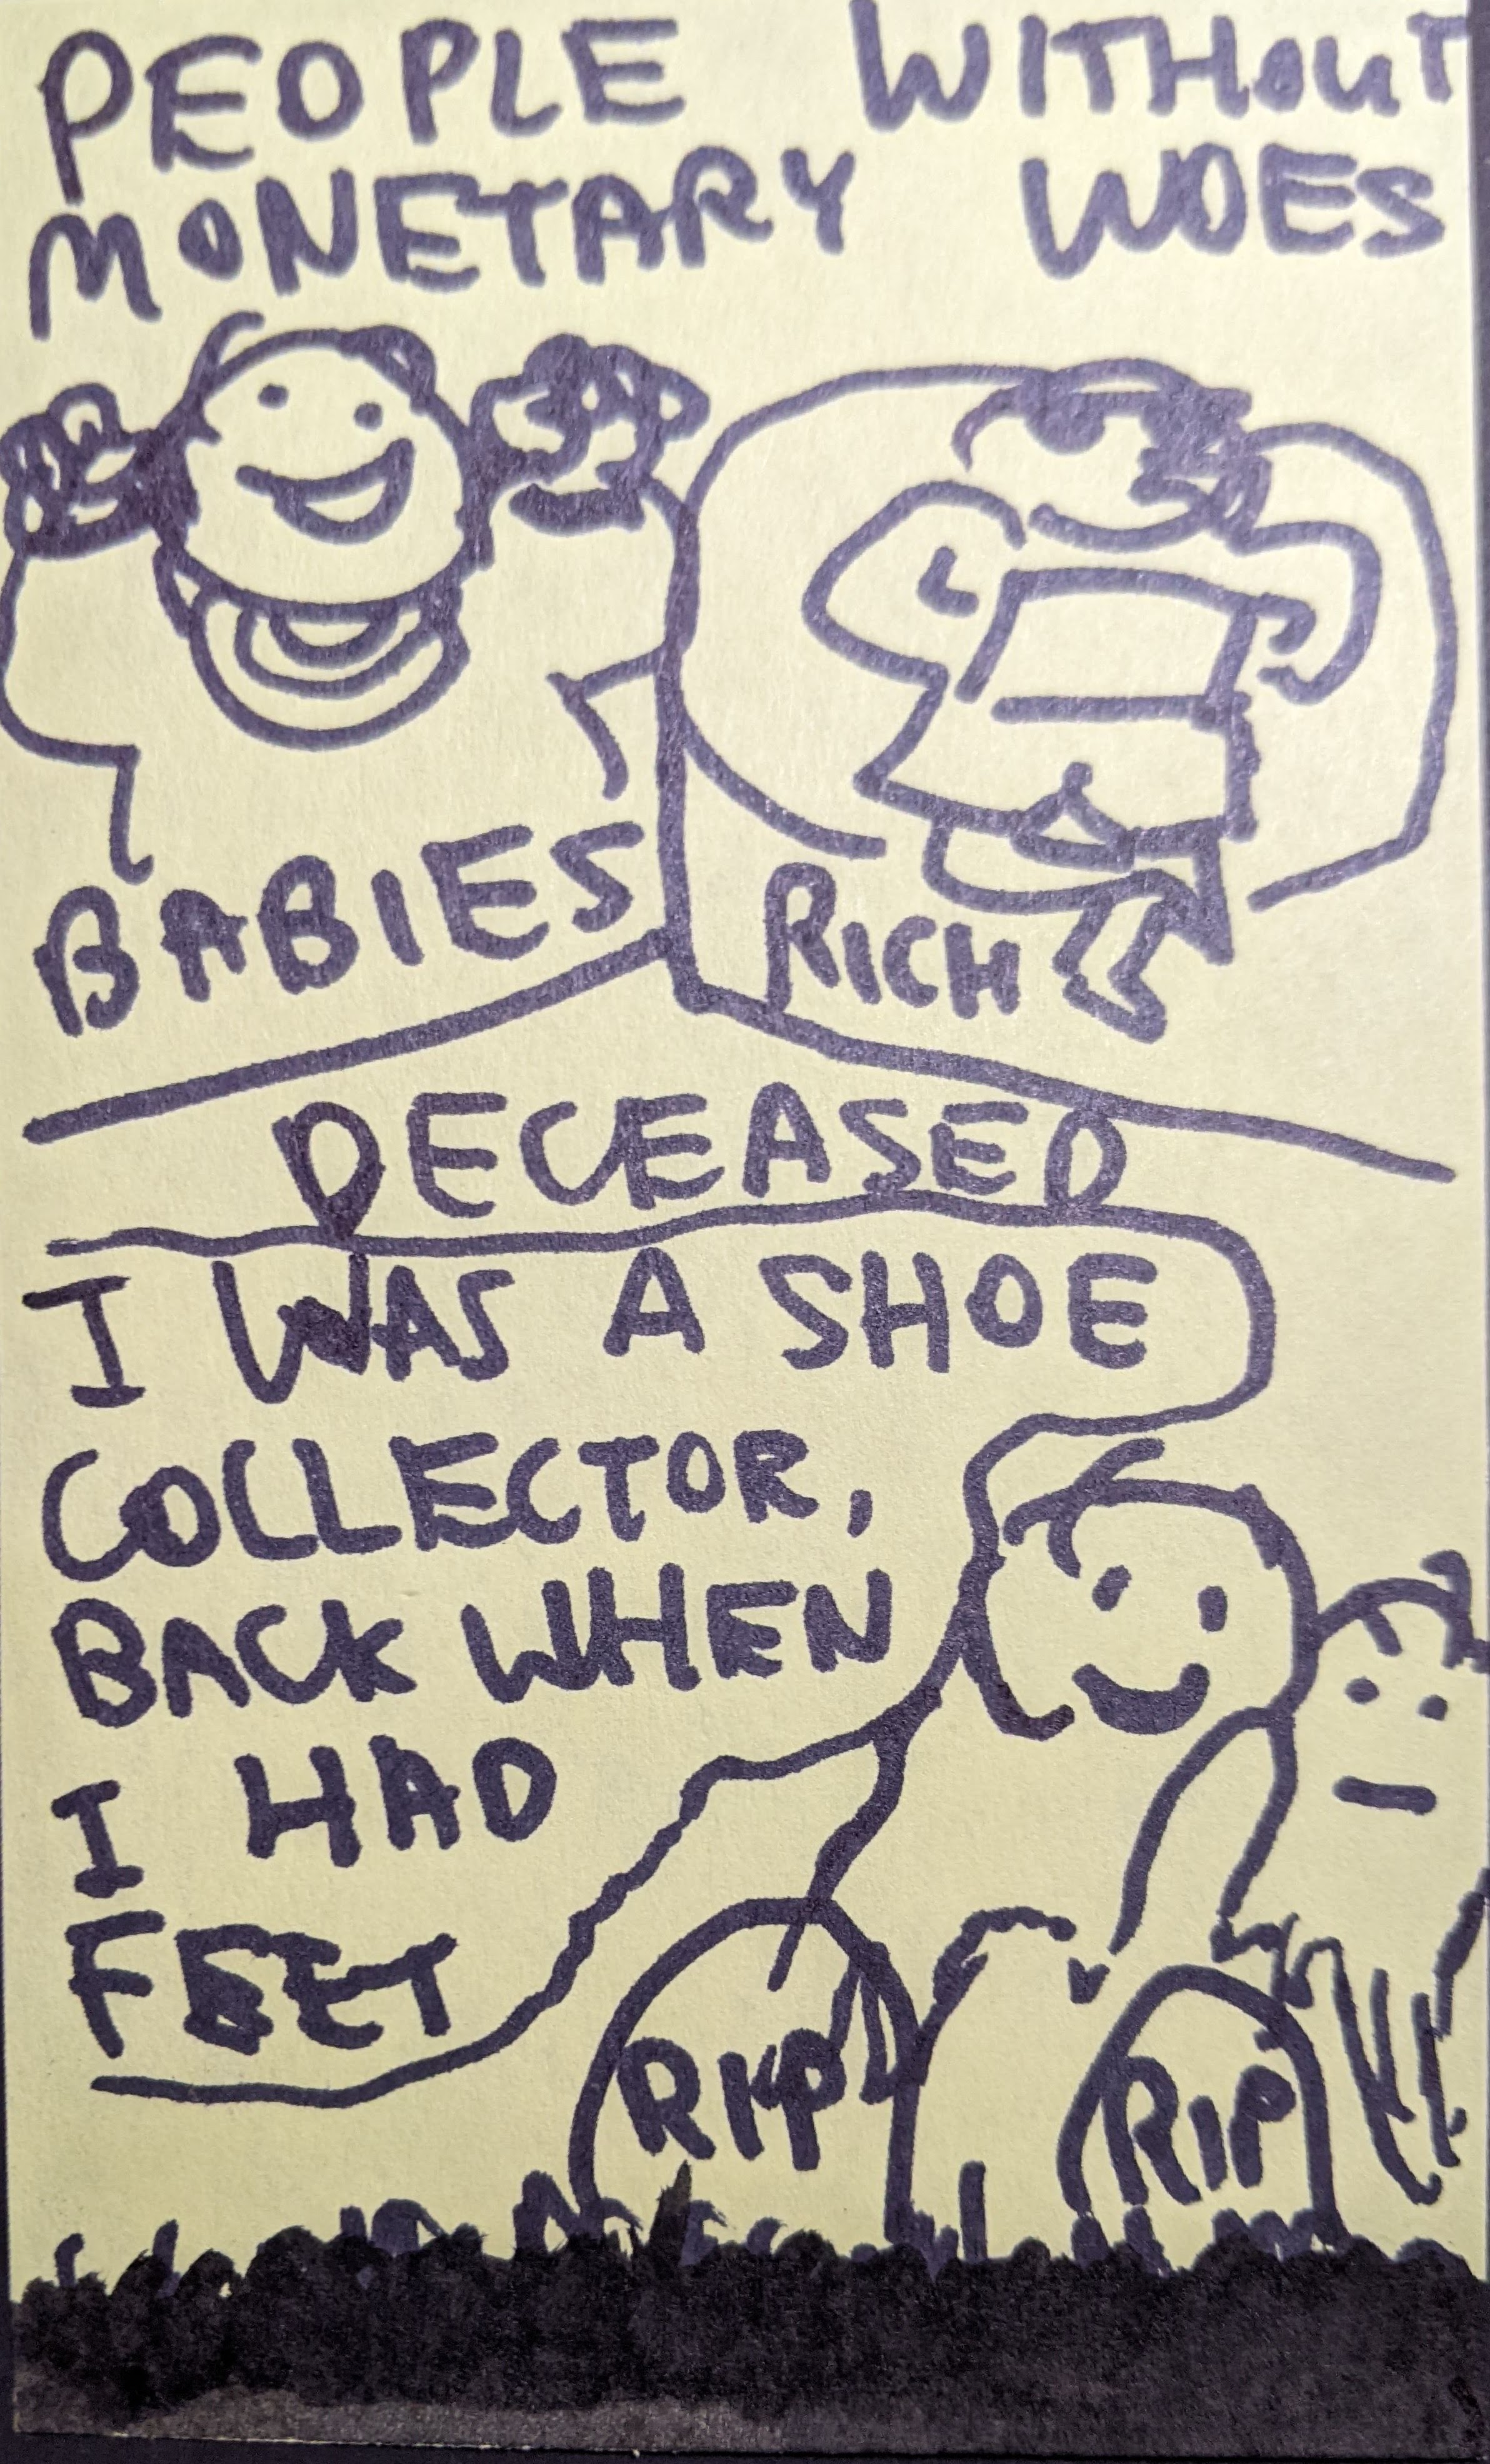 PEOPLE WITHOUT
MONETARY WOES
BABIES
RICH
DECEASED
I WAS A SHOE
COLLECTOR,
BACK WHEN
I HAD
FEET
RIP
RIP